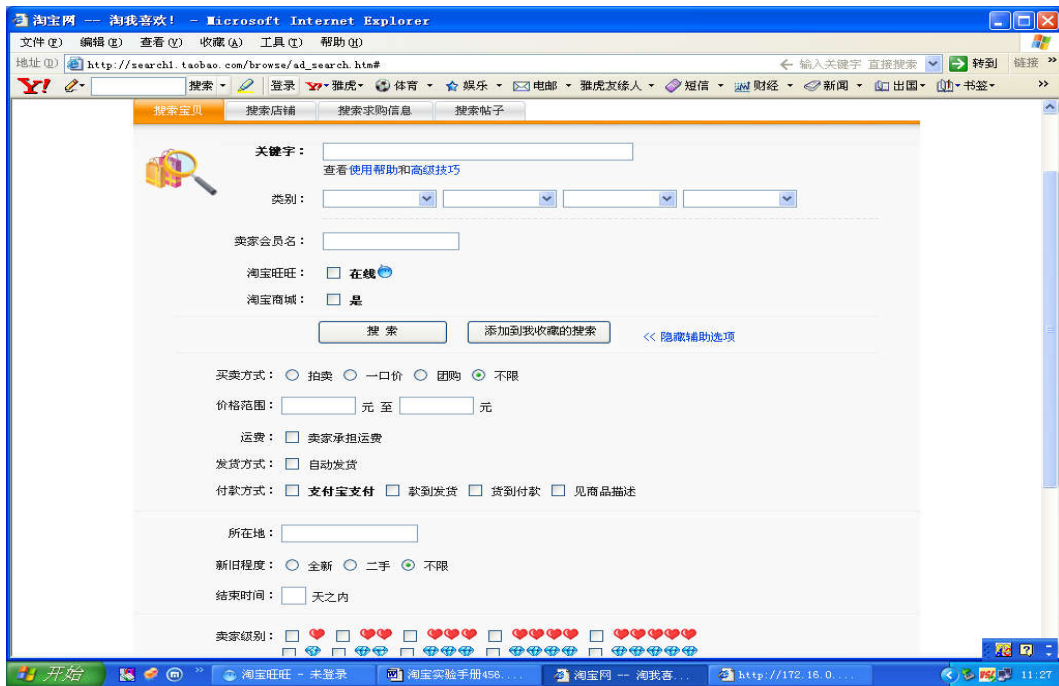 淘宝网 -- 淘我喜欢! - Microsoft Internet Explorer
文件(F) 编辑(E) 查看(V) 收藏(A) 工具(T) 帮助(H)
地址(D) http://search1.taobao.com/browse/ad_search.htm# 输入关键字 直接搜索 转到 链接 »
Y! 搜索 登录 雅虎 体育 娱乐 电邮 雅虎友缘人 短信 财经 新闻 出国 书签 »
搜索宝贝 搜索店铺 搜索求购信息 搜索帖子
关键字：
查看使用帮助和高级技巧
类别：
卖家会员名：
淘宝旺旺： 在线
淘宝商城： 是
搜 索 添加到我收藏的搜索 << 隐藏辅助选项
买卖方式： 拍卖 一口价 团购 不限
价格范围： 元 至 元
运费： 卖家承担运费
发货方式： 自动发货
付款方式： 支付宝支付 款到发货 货到付款 见商品描述
所在地：
新旧程度： 全新 二手 不限
结束时间： 天之内
卖家级别：
开始 » 淘宝旺旺 - 未登录 淘宝实验手册456.... 淘宝网 -- 淘我喜... http://172.16.0.... 11:27